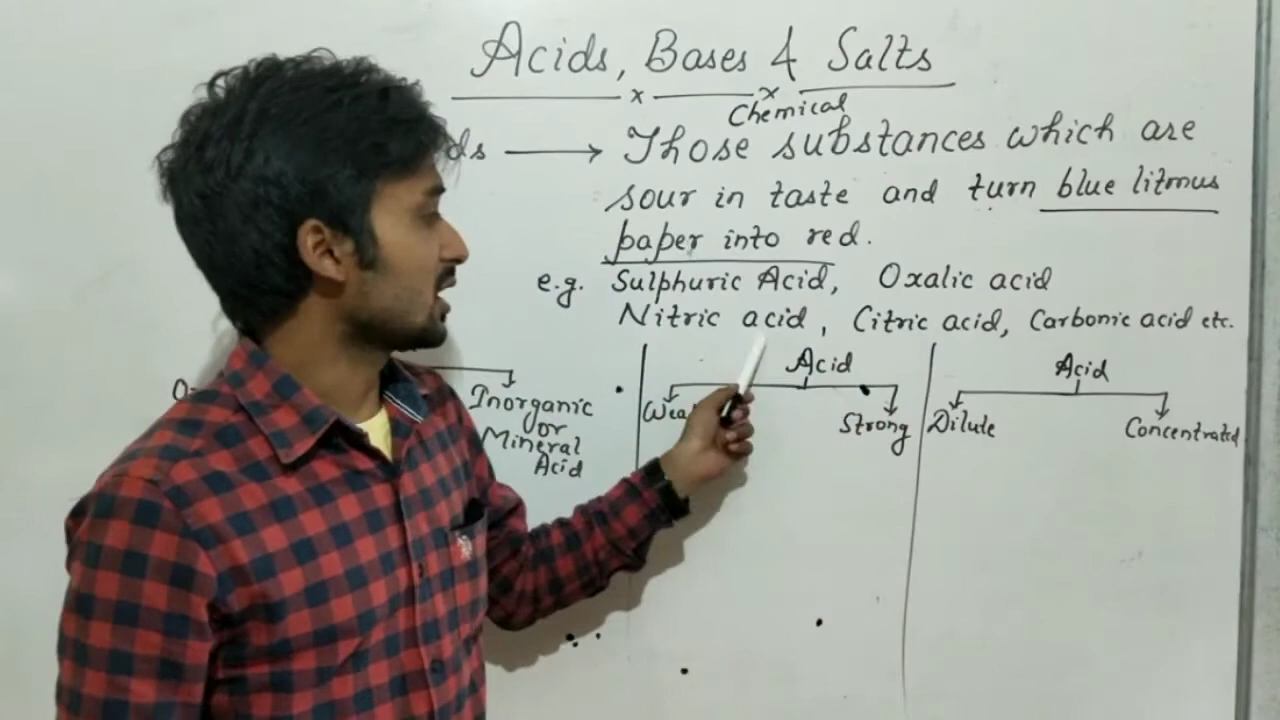 Acids, Bases & Salts
Chemical
ds → Those substances which are
sour in taste and turn blue litmus
paper into red.
e.g. Sulphuric Acid, Oxalic acid
Nitric acid, Citric acid, Carbonic acid etc.
Inorganic
or
Mineral
Acid
Acid
Weak Strong
Acid
Dilute Concentrated